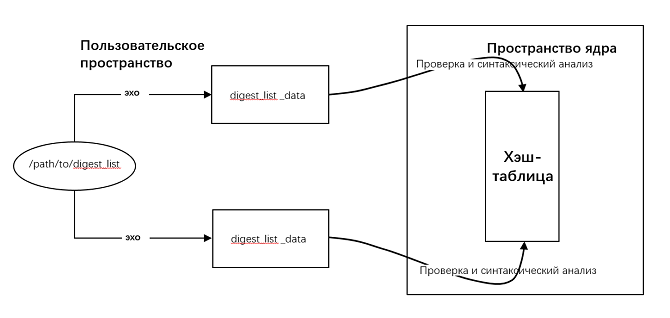 Пользовательское
пространство
Пространство ядра
Проверка и синтаксический анализ
эхо
digest_list _data
/path/to/digest_list
Хэш-
таблица
эхо
digest_list _data
Проверка и синтаксический анализ